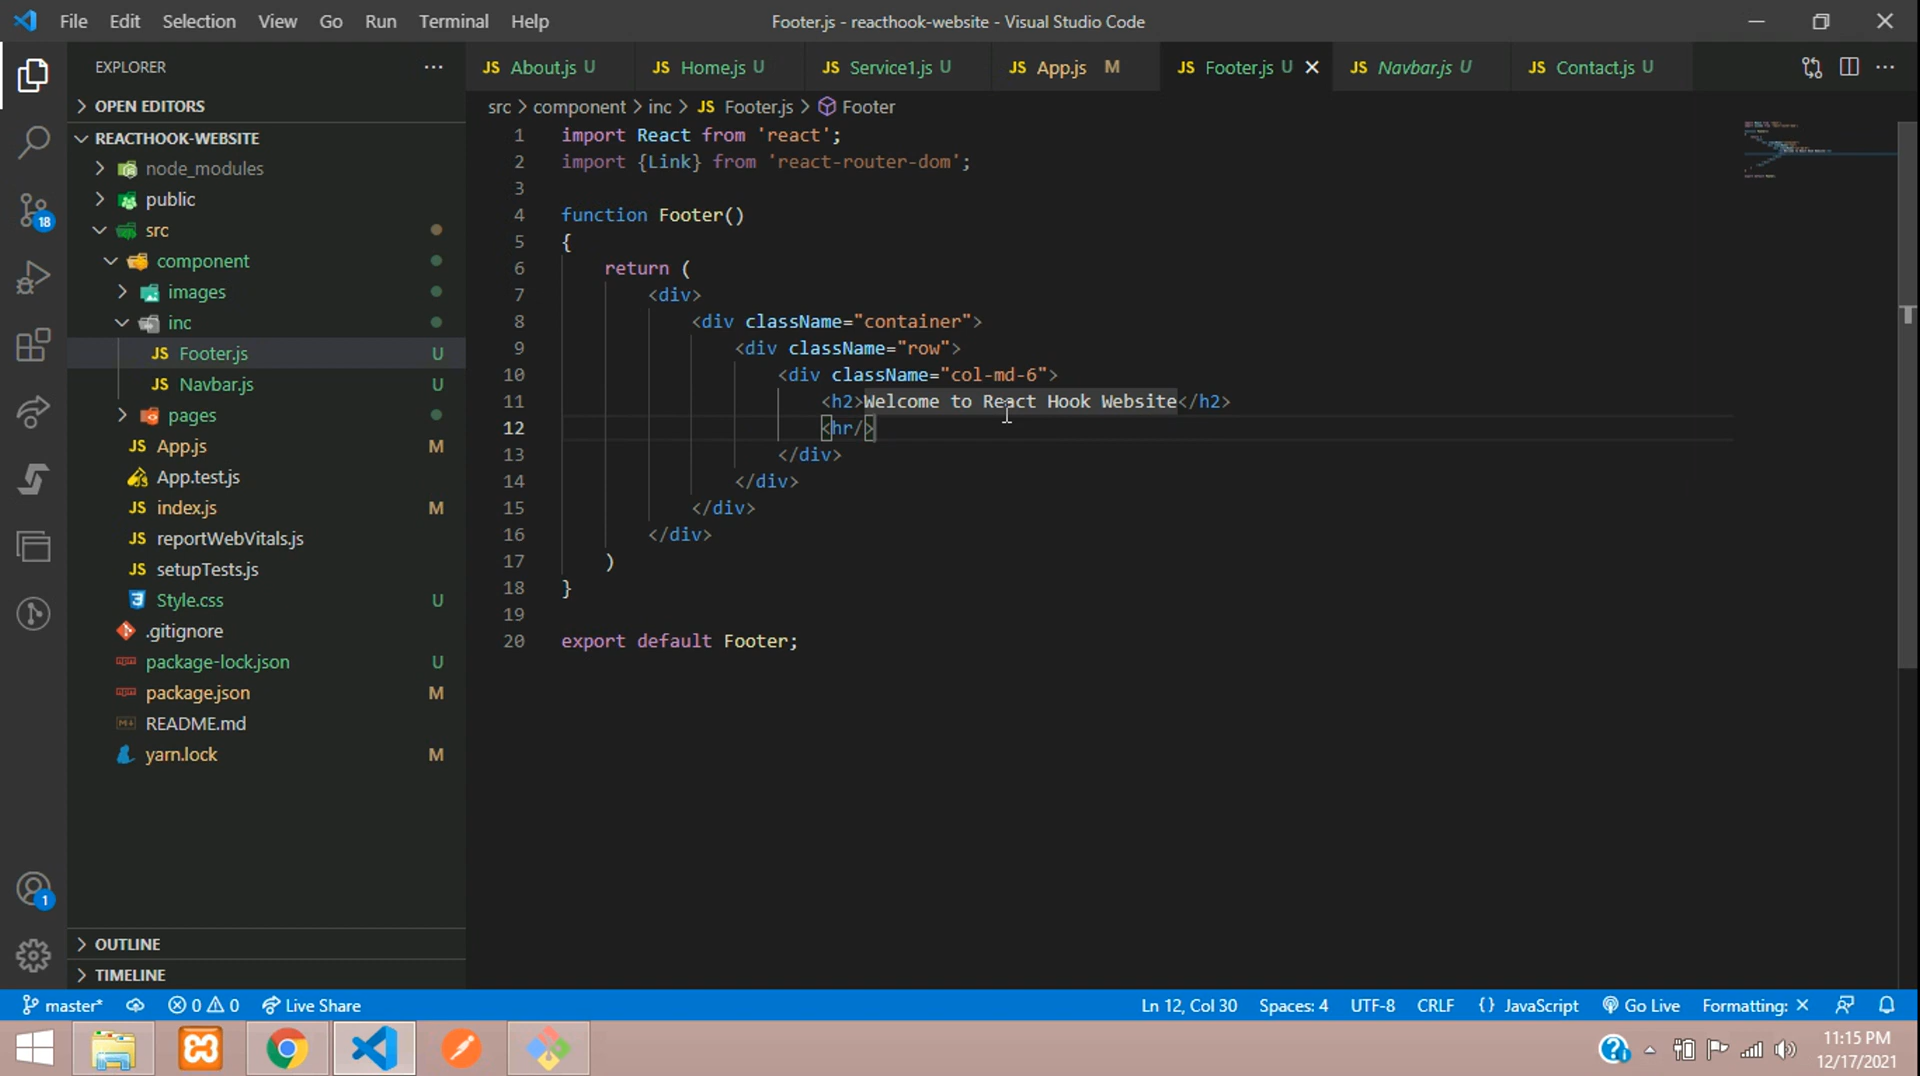 File Edit Selection View Go Run Terminal Help
Footer.js - reacthook-website - Visual Studio Code
EXPLORER ···
JS About.js U JS Home.js U JS Service1.js U JS App.js M JS Footer.js U JS Navbar.js U JS Contact.js U
OPEN EDITORS
src > component > inc > JS Footer.js > Footer
REACTHOOK-WEBSITE
node_modules
public
src
component
images
inc
JS Footer.js U
JS Navbar.js U
pages
JS App.js M
App.test.js
JS index.js M
JS reportWebVitals.js
JS setupTests.js
Style.css U
.gitignore
package-lock.json U
package.json M
README.md
yarn.lock M
OUTLINE
TIMELINE
18
1
1 import React from 'react';
2 import {Link} from 'react-router-dom';
3
4 function Footer()
5 {
6 return (
7 <div>
8 <div className="container">
9 <div className="row">
10 <div className="col-md-6">
11 <h2>Welcome to React Hook Website</h2>
12 <hr/>
13 </div>
14 </div>
15 </div>
16 </div>
17 )
18 }
19
20 export default Footer;
master* 0 0 Live Share
Ln 12, Col 30 Spaces: 4 UTF-8 CRLF {} JavaScript Go Live Formatting: ×
11:15 PM
12/17/2021